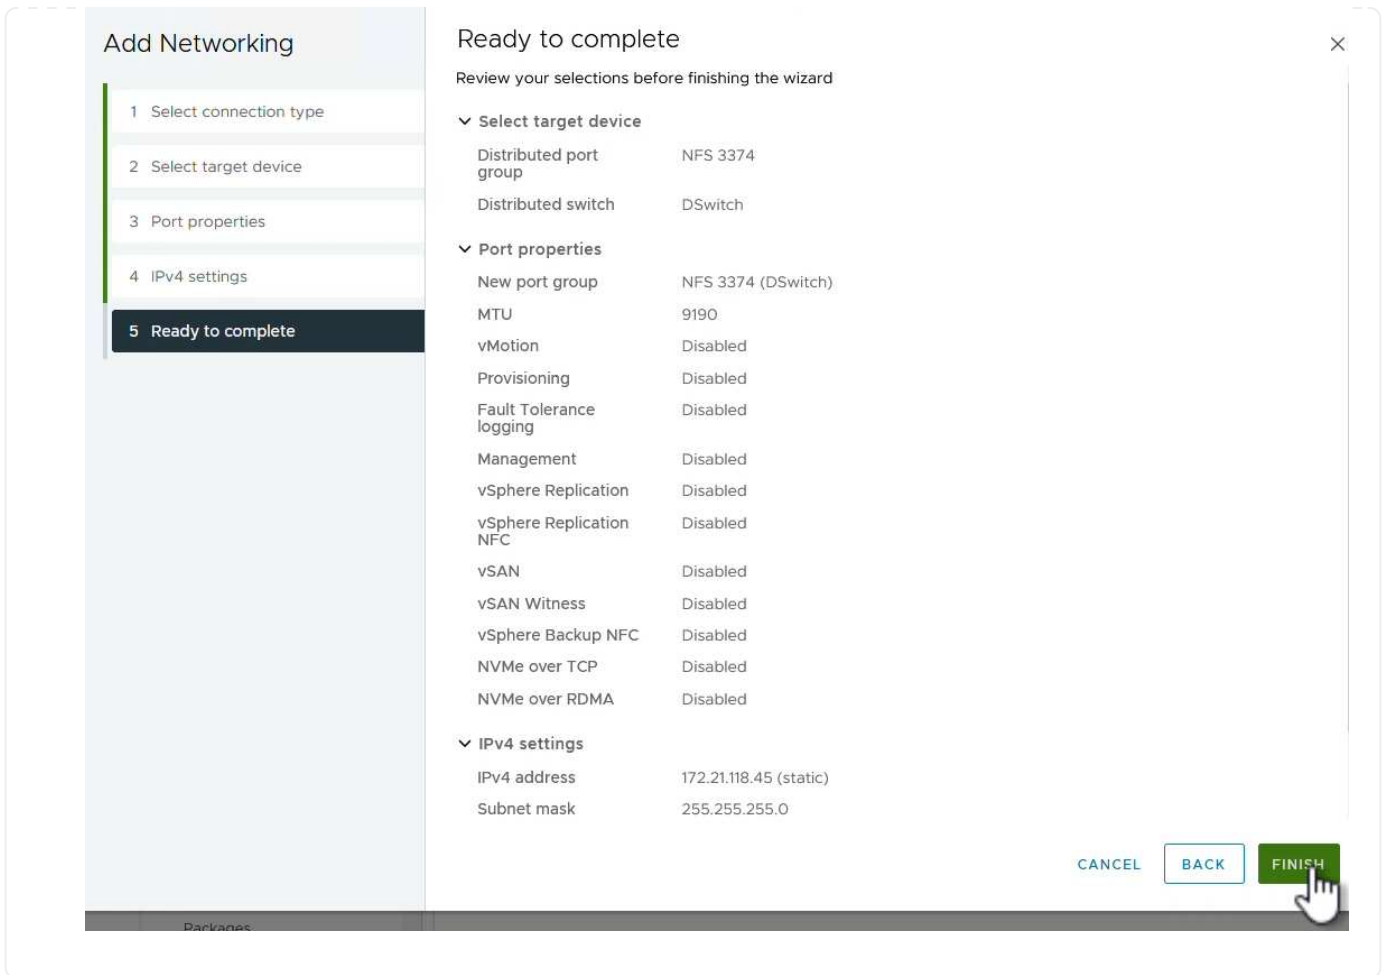 Add Networking
1 Select connection type
2 Select target device
3 Port properties
4 IPv4 settings
5 Ready to complete
Ready to complete
Review your selections before finishing the wizard
Select target device
Distributed port
group
NFS 3374
Distributed switch DSwitch
Port properties
New port group NFS 3374 (DSwitch)
MTU 9190
vMotion Disabled
Provisioning Disabled
Fault Tolerance
logging
Disabled
Management Disabled
vSphere Replication Disabled
vSphere Replication
NFC
Disabled
vSAN Disabled
vSAN Witness Disabled
vSphere Backup NFC Disabled
NVMe over TCP Disabled
NVMe over RDMA Disabled
IPv4 settings
IPv4 address 172.21.118.45 (static)
Subnet mask 255.255.255.0
CANCEL BACK FINISH
Packages